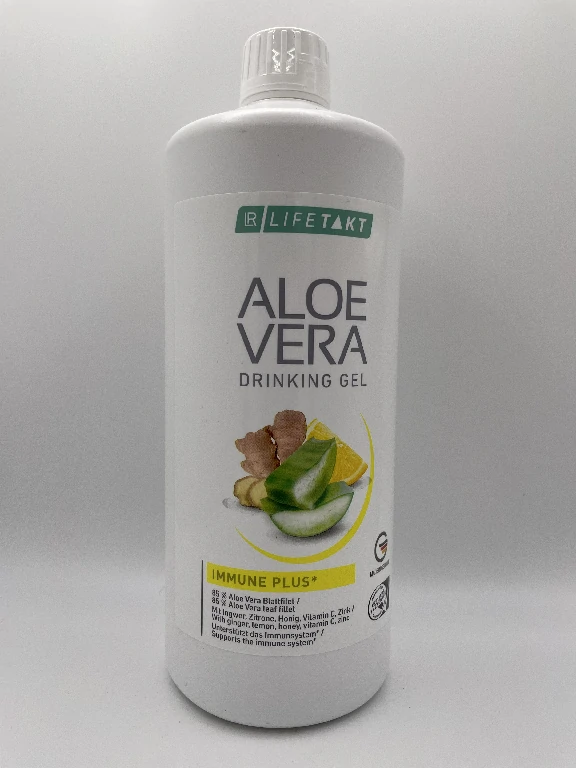 LR LIFETAKT
ALOE
VERA
DRINKING GEL
IMMUNE PLUS*
85 % Aloe Vera Blattfilet /
85 % Aloe Vera leaf fillet
Mit Ingwer, Zitrone, Honig, Vitamin C, Zink /
With ginger, lemon, honey, vitamin C, zinc
Unterstützt das Immunsystem* /
Supports the immune system*